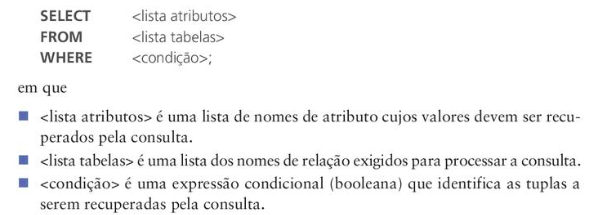 SELECT <lista atributos>
FROM <lista tabelas>
WHERE <condição>;
em que
■ <lista atributos> é uma lista de nomes de atributo cujos valores devem ser recu-
perados pela consulta.
■ <lista tabelas> é uma lista dos nomes de relação exigidos para processar a consulta.
■ <condição> é uma expressão condicional (booleana) que identifica as tuplas a
serem recuperadas pela consulta.